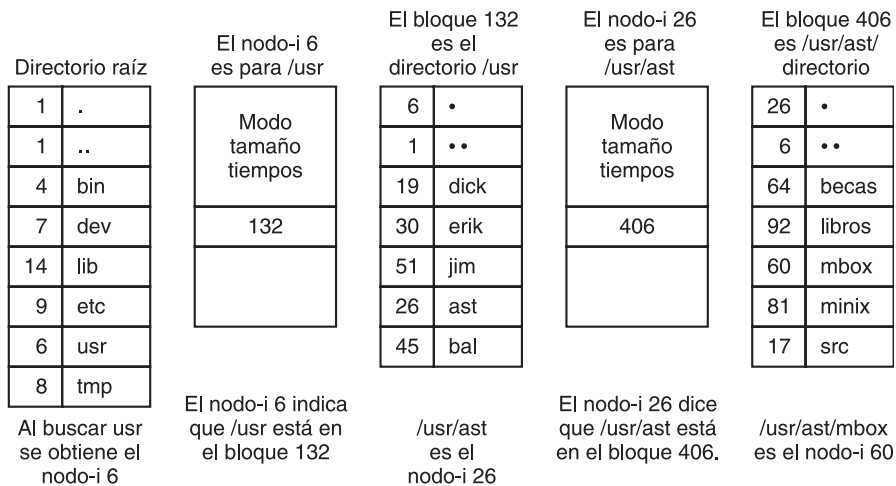 Directorio raíz
1 .
1 ..
4 bin
7 dev
14 lib
9 etc
6 usr
8 tmp
Al buscar usr
se obtiene el
nodo-i 6
El nodo-i 6
es para /usr
Modo
tamaño
tiempos
132
El nodo-i 6 indica
que /usr está en
el bloque 132
El bloque 132
es el
directorio /usr
6 •
1 ••
19 dick
30 erik
51 jim
26 ast
45 bal
/usr/ast
es el
nodo-i 26
El nodo-i 26
es para
/usr/ast
Modo
tamaño
tiempos
406
El nodo-i 26 dice
que /usr/ast está
en el bloque 406.
El bloque 406
es /usr/ast/
directorio
26 •
6 ••
64 becas
92 libros
60 mbox
81 minix
17 src
/usr/ast/mbox
es el nodo-i 60